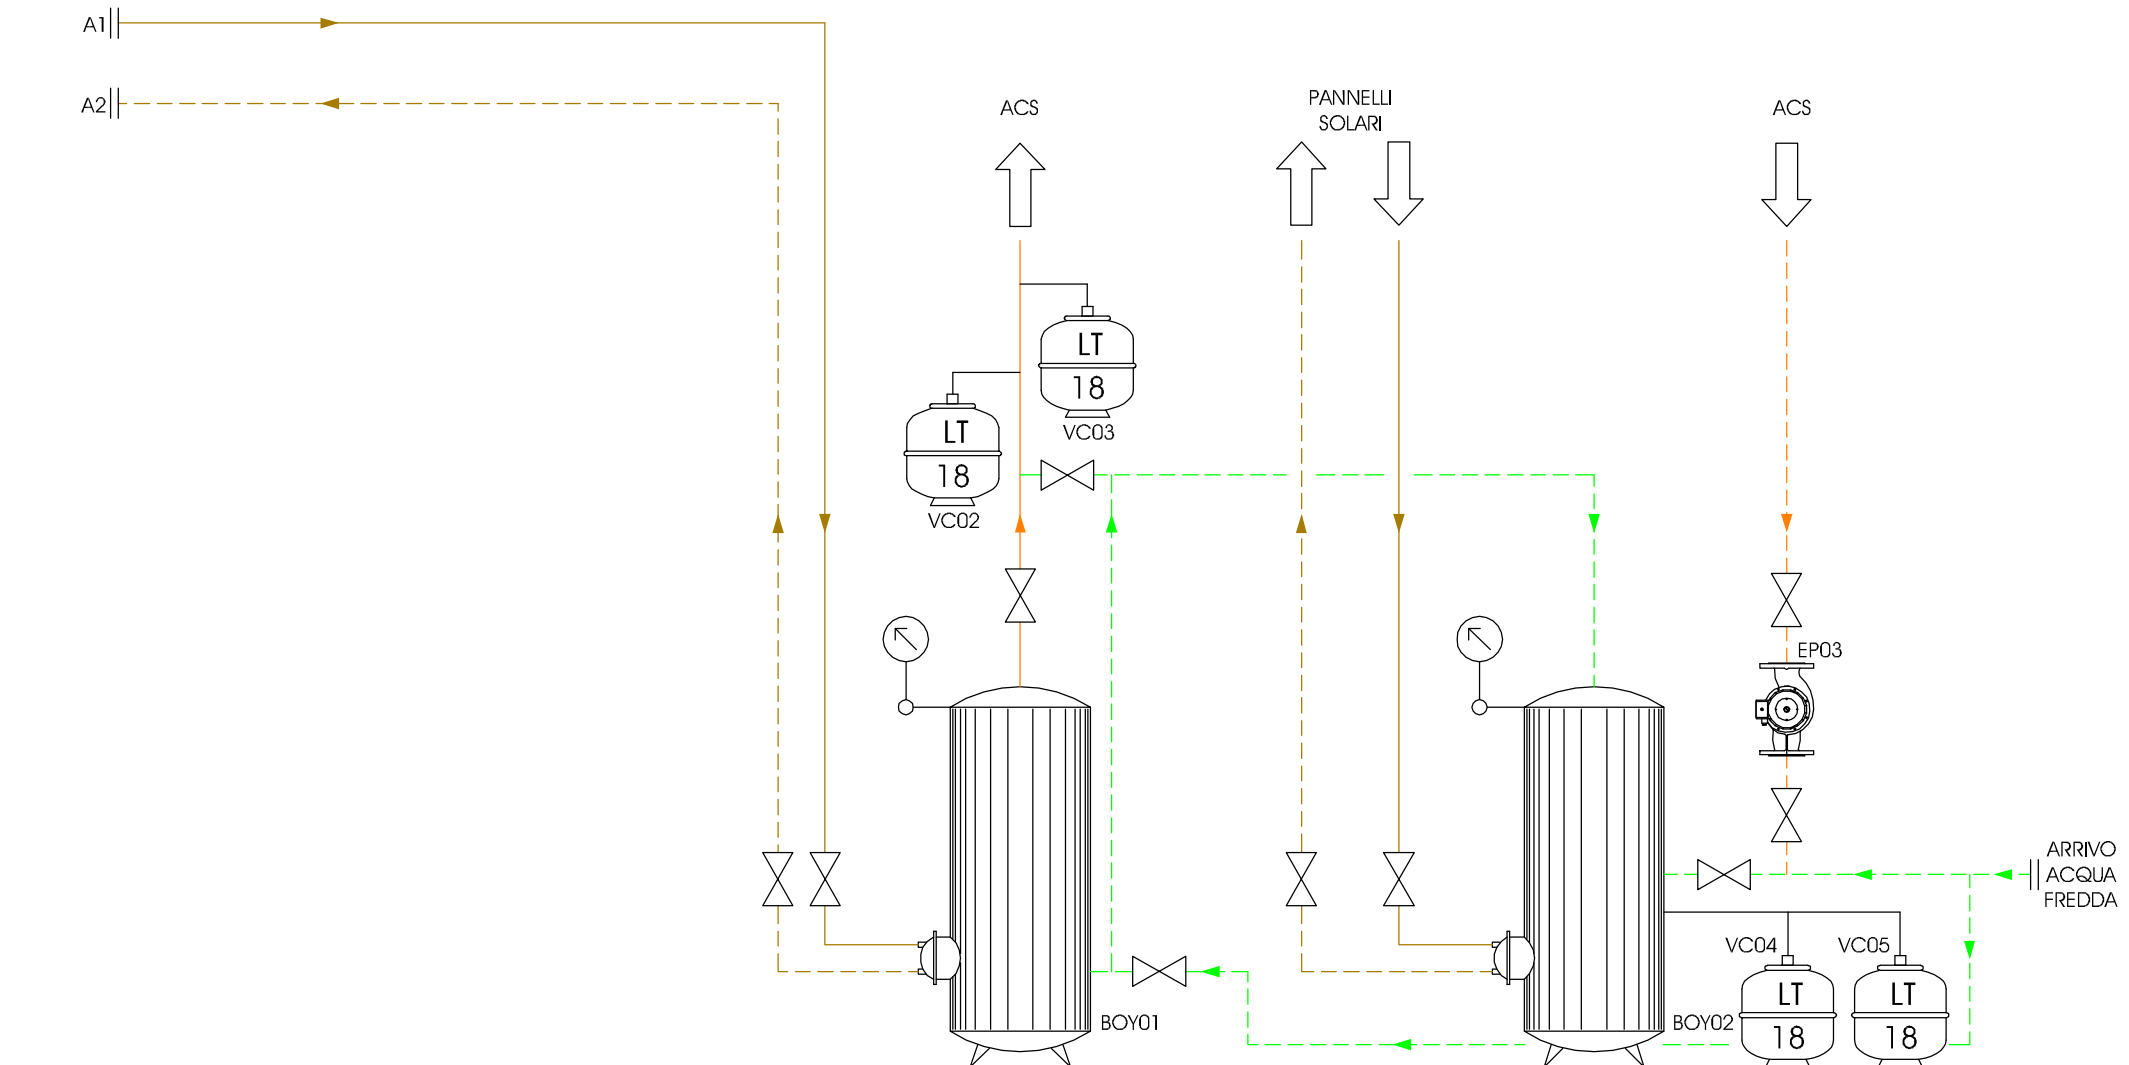 A1
A2
ACS
PANNELLI
SOLARI
ACS
LT
18
VC03
LT
18
VC02
EP03
ARRIVO
ACQUA
FREDDA
VC04
VC05
LT
18
LT
18
BOY01
BOY02